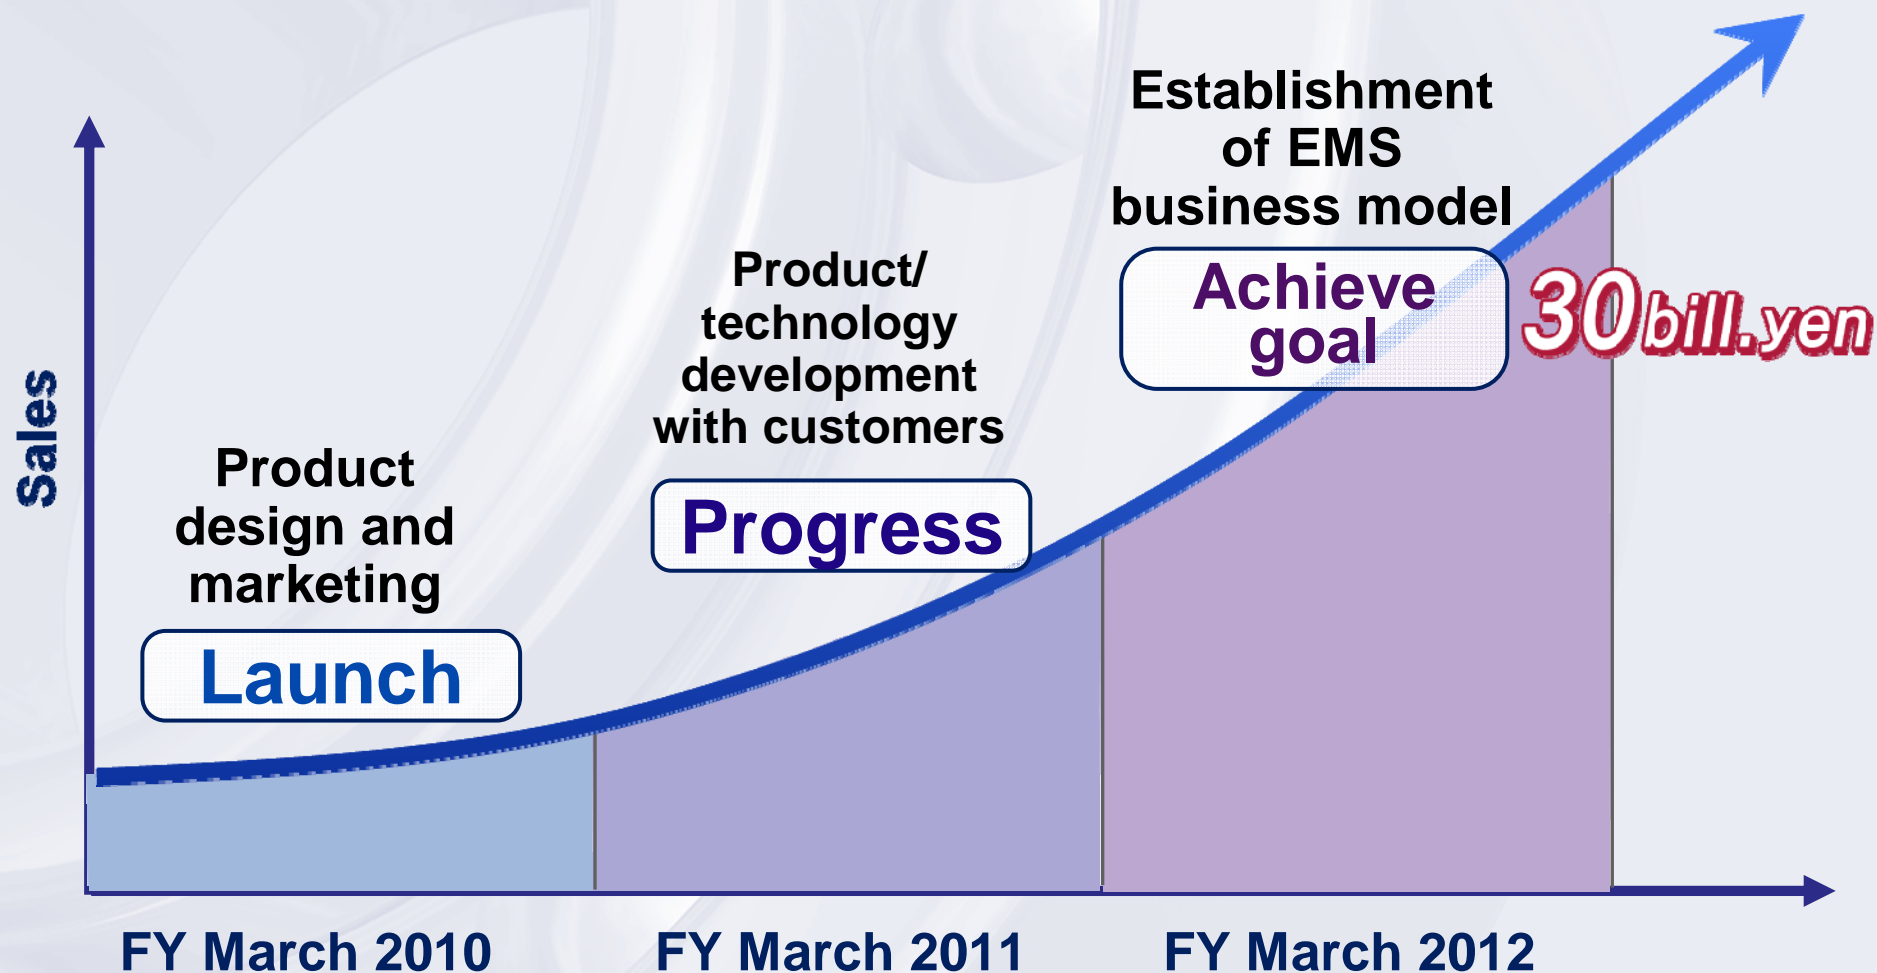 Establishment
of EMS
business model
Achieve
goal
30bill.yen
Product/
technology
development
with customers
Progress
Product
design and
marketing
Launch
Sales
FY March 2010
FY March 2011
FY March 2012